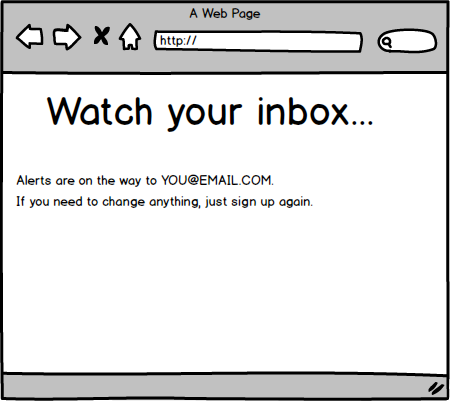 A Web Page
http://
Watch your inbox...
Alerts are on the way to YOU@EMAIL.COM.
If you need to change anything, just sign up again.